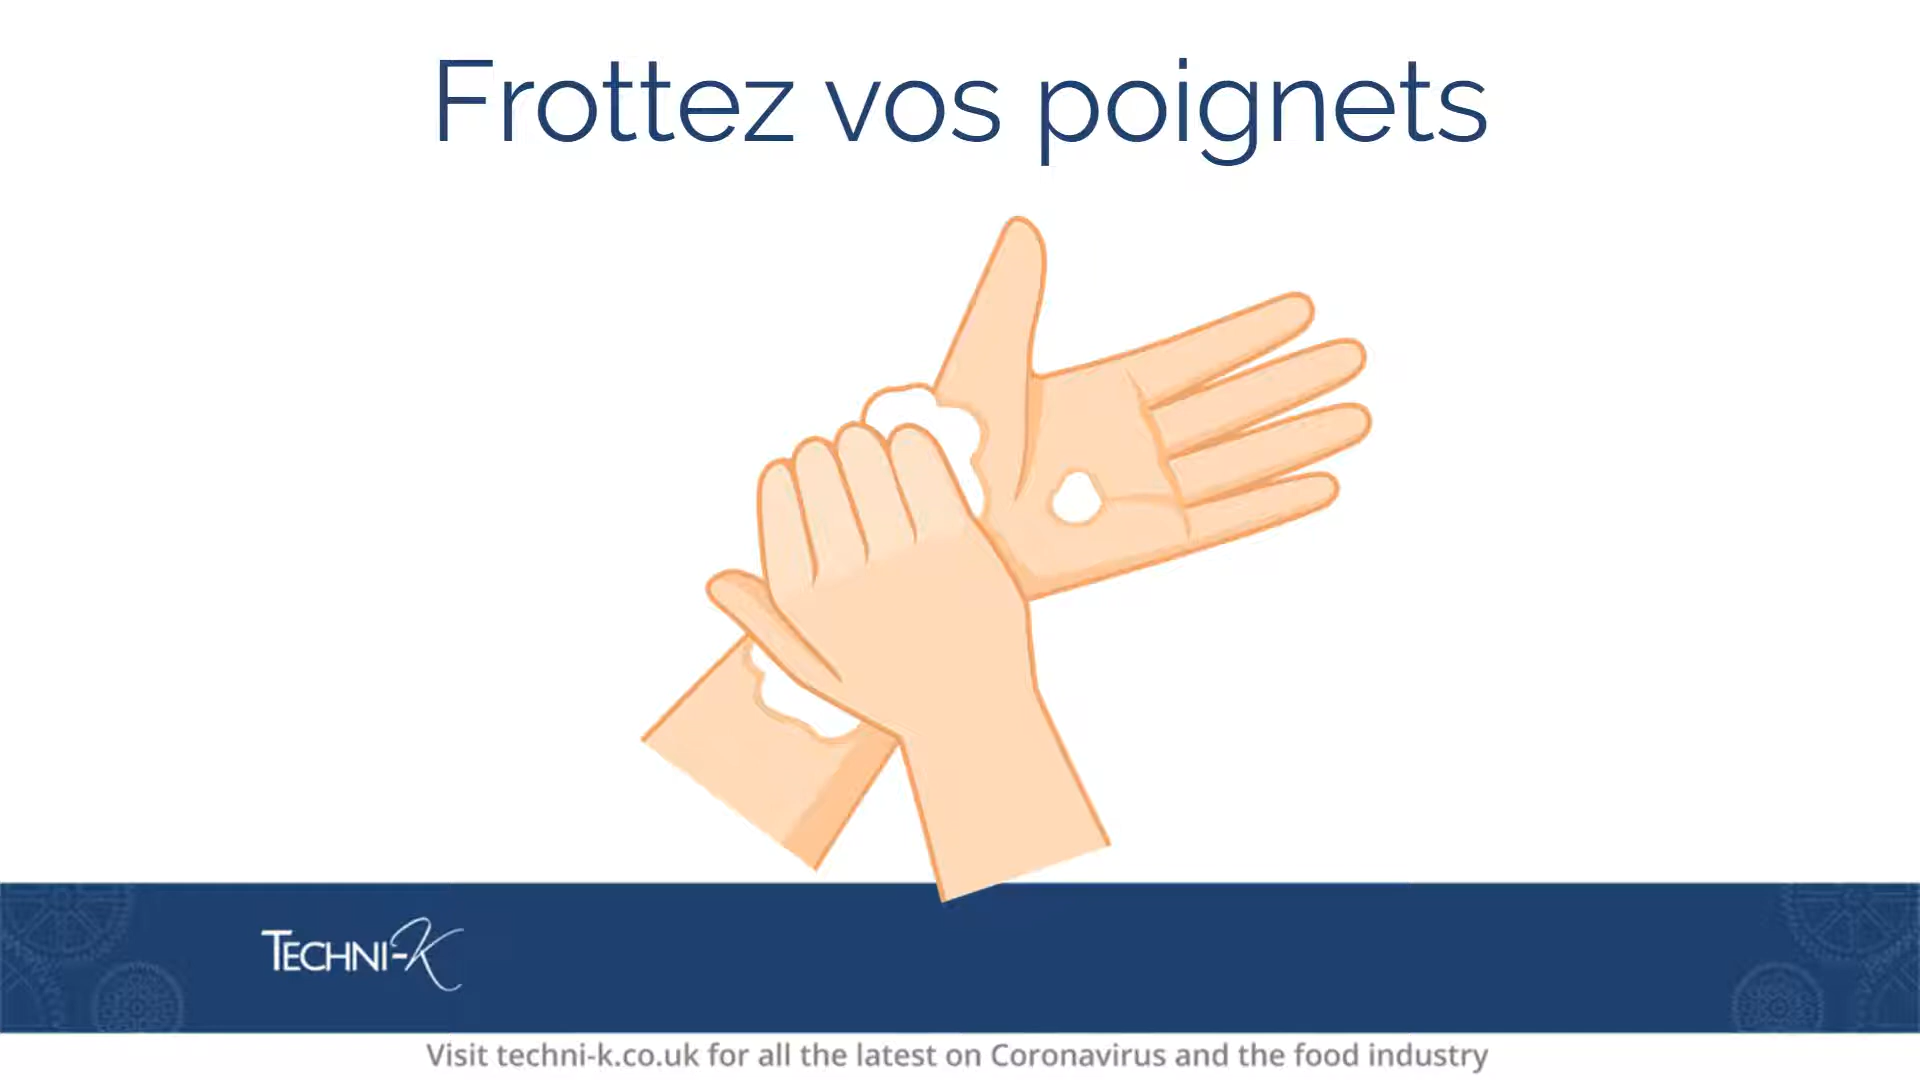 Frottez vos poignets
TECHNI-K
Visit techni-k.co.uk for all the latest on Coronavirus and the food industry